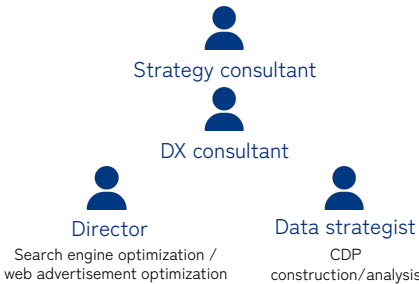 Strategy consultant
DX consultant
Director
Search engine optimization /
web advertisement optimization
Data strategist
CDP
construction/analysis